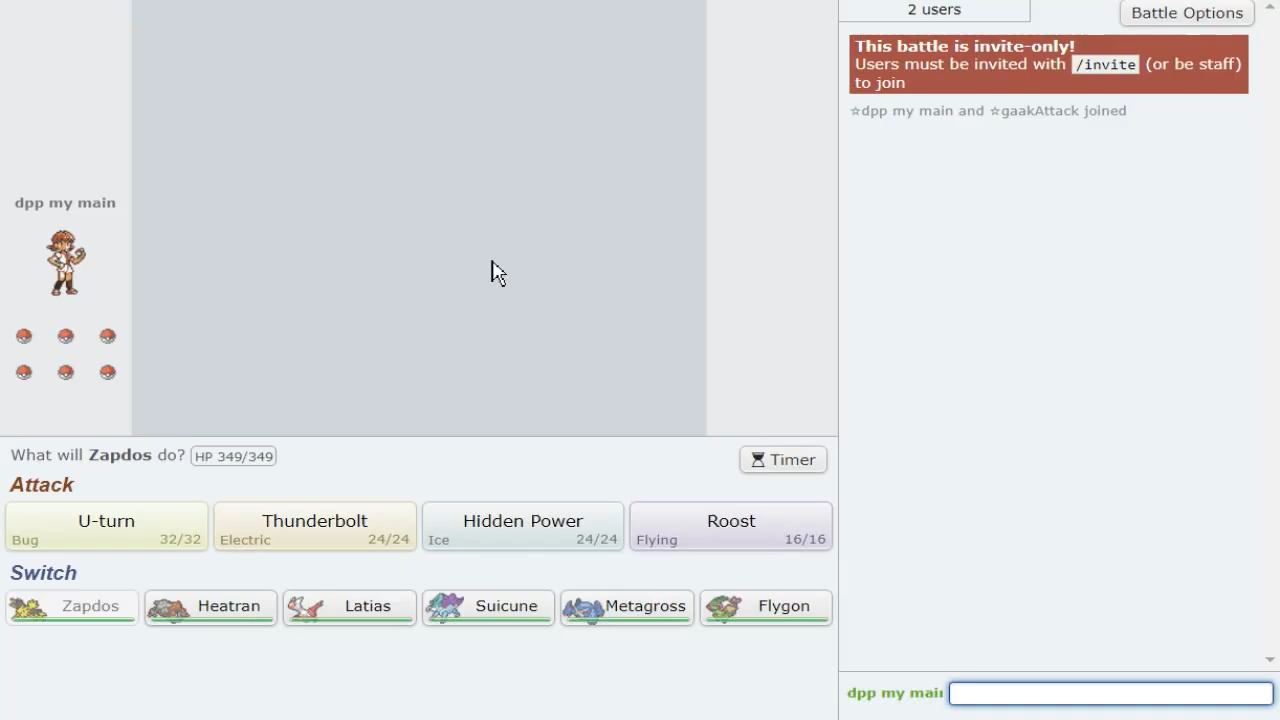 2 users
Battle Options
This battle is invite-only!
Users must be invited with /invite (or be staff)
to join
☆dpp my main and ☆gaakAttack joined
dpp my main
What will Zapdos do? HP 349/349
Timer
Attack
U-turn
Bug 32/32
Thunderbolt
Electric 24/24
Hidden Power
Ice 24/24
Roost
Flying 16/16
Switch
Zapdos
Heatran
Latias
Suicune
Metagross
Flygon
dpp my mai